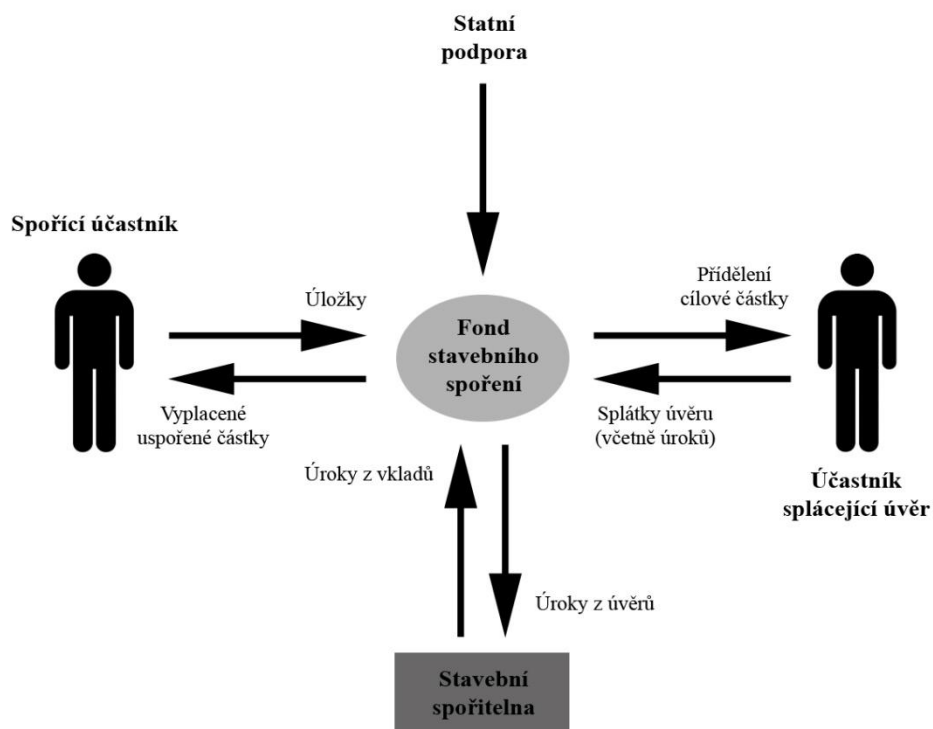 Statní
podpora
Spořící účastník
Úložky
Přídělení
cílové částky
Fond
stavebního
spoření
Vyplacené
uspořené částky
Splátky úvěru
(včetně úroků)
Úroky z vkladů
Účastník
splácející úvěr
Úroky z úvěrů
Stavební
spořitelna